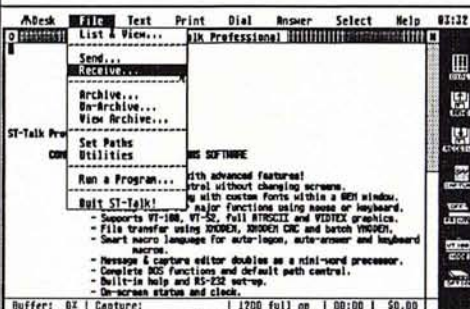 Desk File Text Print Dial Answer Select Help 03:32
List & View...
alk Professional
Send...
Receive...
Archive...
Un-Archive...
View Archive...
ST-Talk Pro
Set Paths
Utilities
COM
S SOFTWARE
Run a Program...
ith advanced features!
trol without changing screens.
with custom fonts within a GEM window.
Quit ST-Talk!
major functions using mouse or keyboard.
- Supports VT-100, VT-52, full ATASCII and VIDTEX graphics.
- File transfer using XMODEM, XMODEM CRC and batch YMODEM.
- Smart macro language for auto-logon, auto-answer and keyboard
macros.
- Message & capture editor doubles as a mini-word processor.
- Complete DOS functions and default path control.
- Built-in help and RS-232 set-up.
- On-screen status and clock.
Buffer: 0% | Capture: | 1200 full on | 00:00 | $0.00 |